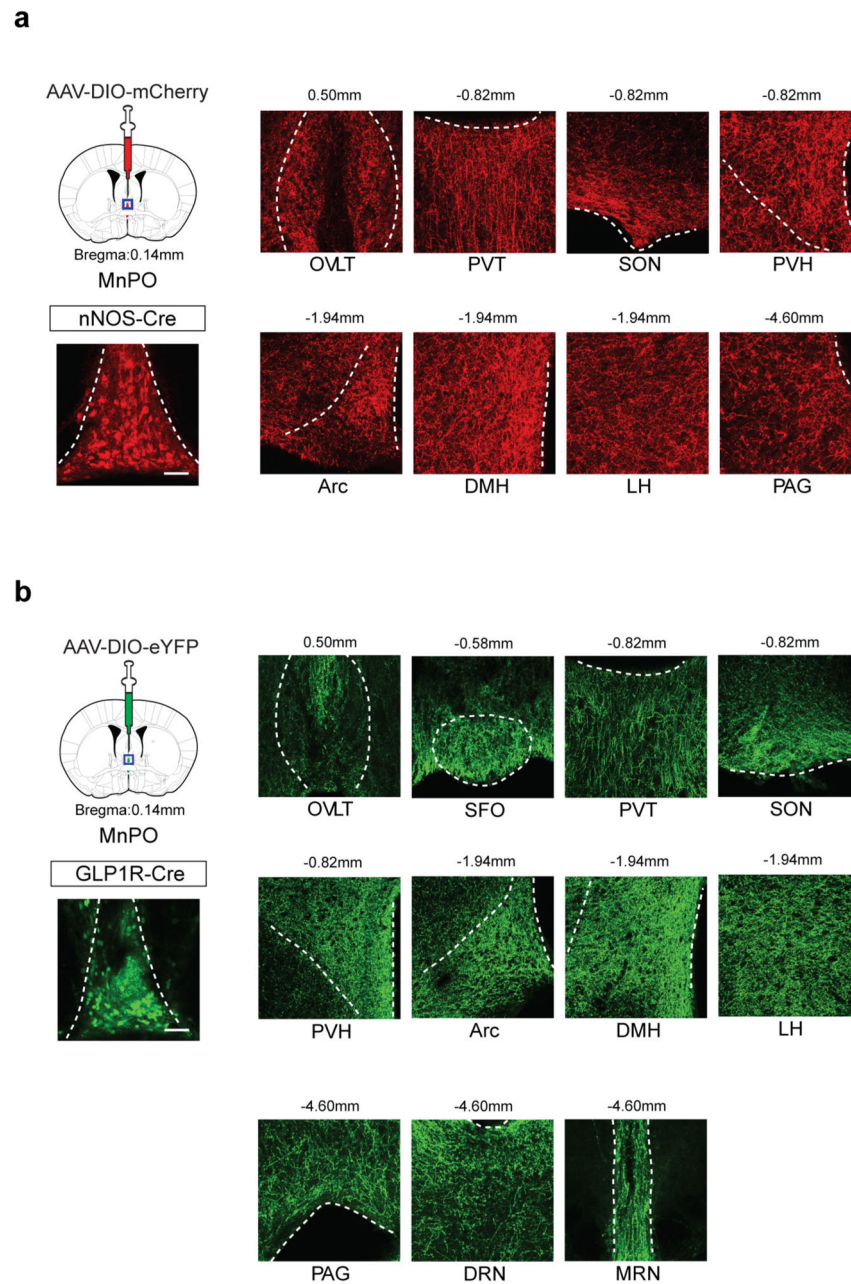 a
AAV-DIO-mCherry
Bregma:0.14mm
MnPO
nNOS-Cre
0.50mm -0.82mm -0.82mm -0.82mm
OVLT PVT SON PVH
-1.94mm -1.94mm -1.94mm -4.60mm
Arc DMH LH PAG
b
AAV-DIO-eYFP
Bregma:0.14mm
MnPO
GLP1R-Cre
0.50mm -0.58mm -0.82mm -0.82mm
OVLT SFO PVT SON
-0.82mm -1.94mm -1.94mm -1.94mm
PVH Arc DMH LH
-4.60mm -4.60mm -4.60mm
PAG DRN MRN